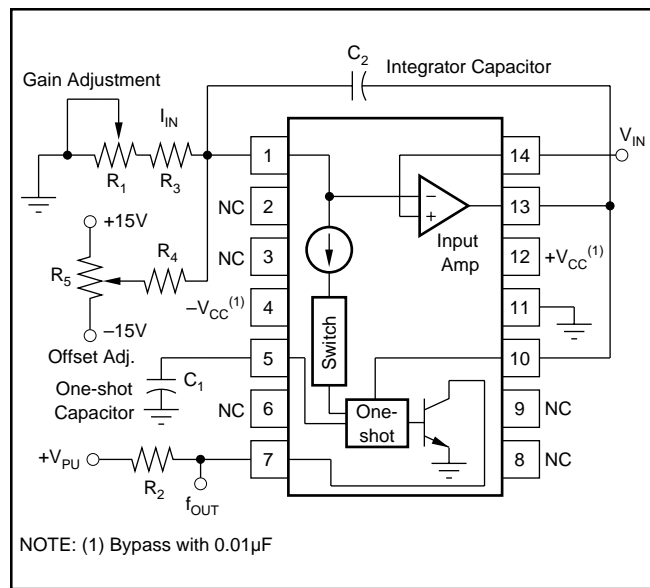 C2
Integrator Capacitor
Gain Adjustment
IIN
VIN
R1
R3
1
14
NC
2
13
−
+
Input
Amp
+15V
R4
NC
3
12
+VCC(1)
R5
−VCC(1)
4
11
−15V
Switch
Offset Adj.
5
10
One-shot
Capacitor
C1
NC
6
One-
shot
9
NC
+VPU
R2
7
8
NC
fOUT
NOTE: (1) Bypass with 0.01µF